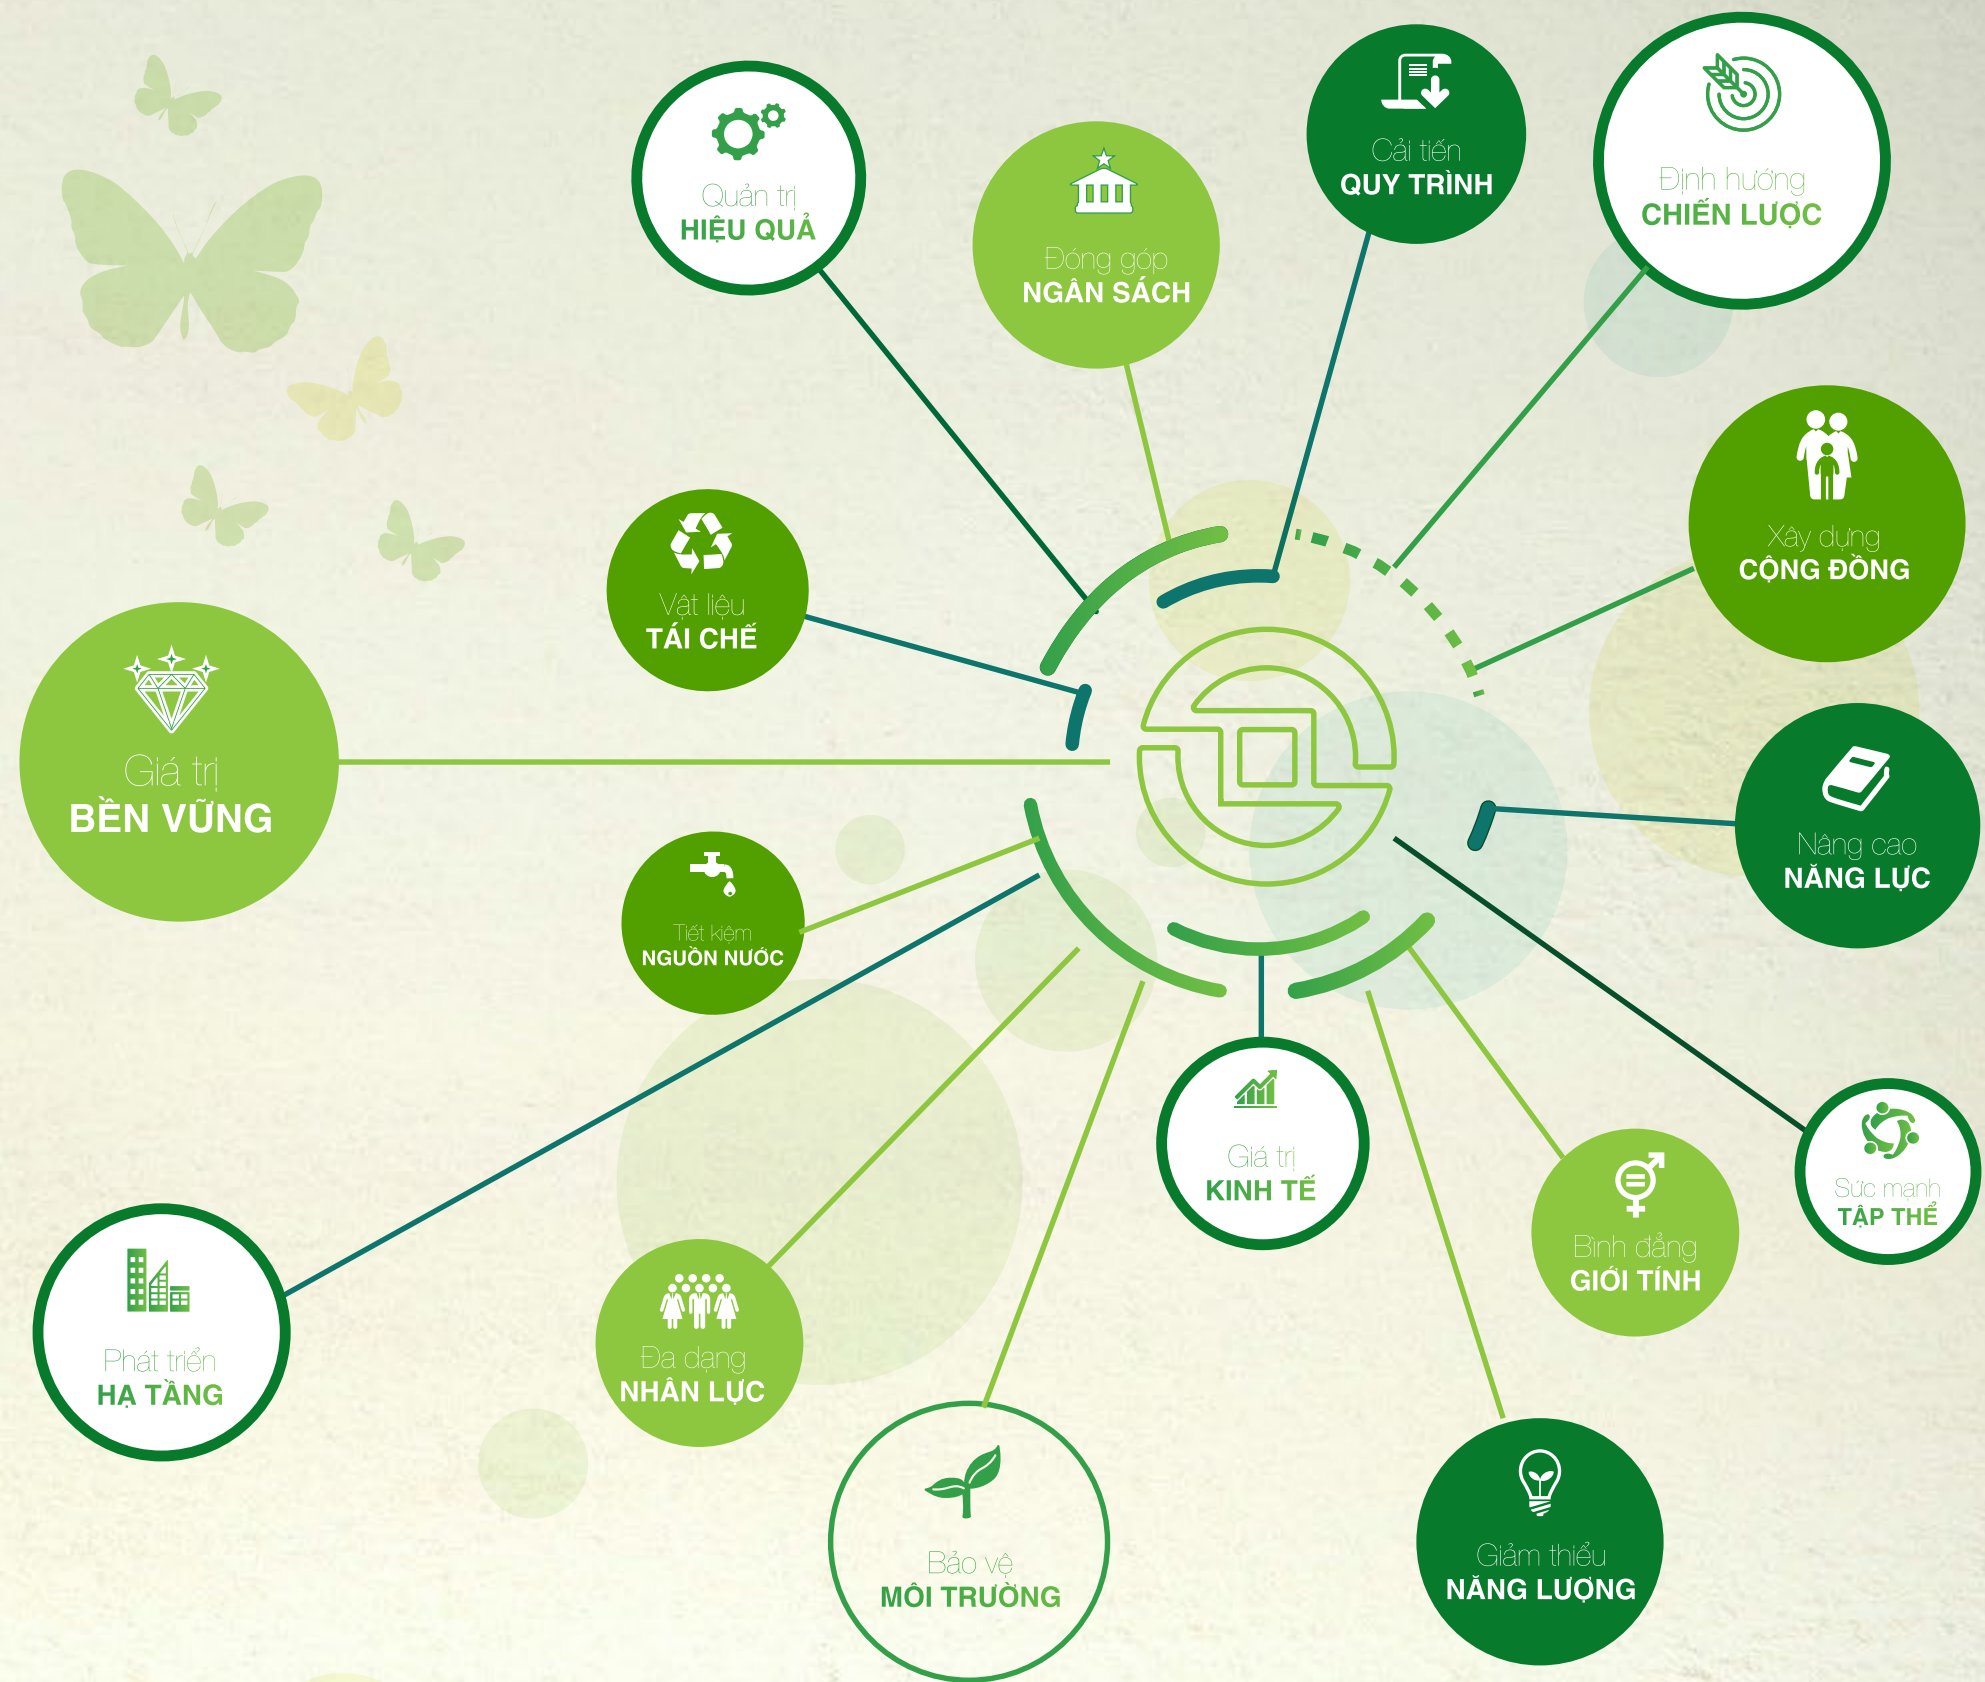 Quản trị
HIỆU QUẢ
Đóng góp
NGÂN SÁCH
Cải tiến
QUY TRÌNH
Định hướng
CHIẾN LƯỢC
Xây dựng
CỘNG ĐỒNG
Vật liệu
TÁI CHẾ
Giá trị
BỀN VỮNG
Nâng cao
NĂNG LỰC
Tiết kiệm
NGUỒN NƯỚC
Giá trị
KINH TẾ
Sức mạnh
TẬP THỂ
Bình đẳng
GIỚI TÍNH
Phát triển
HẠ TẦNG
Đa dạng
NHÂN LỰC
Bảo vệ
MÔI TRƯỜNG
Giảm thiểu
NĂNG LƯỢNG